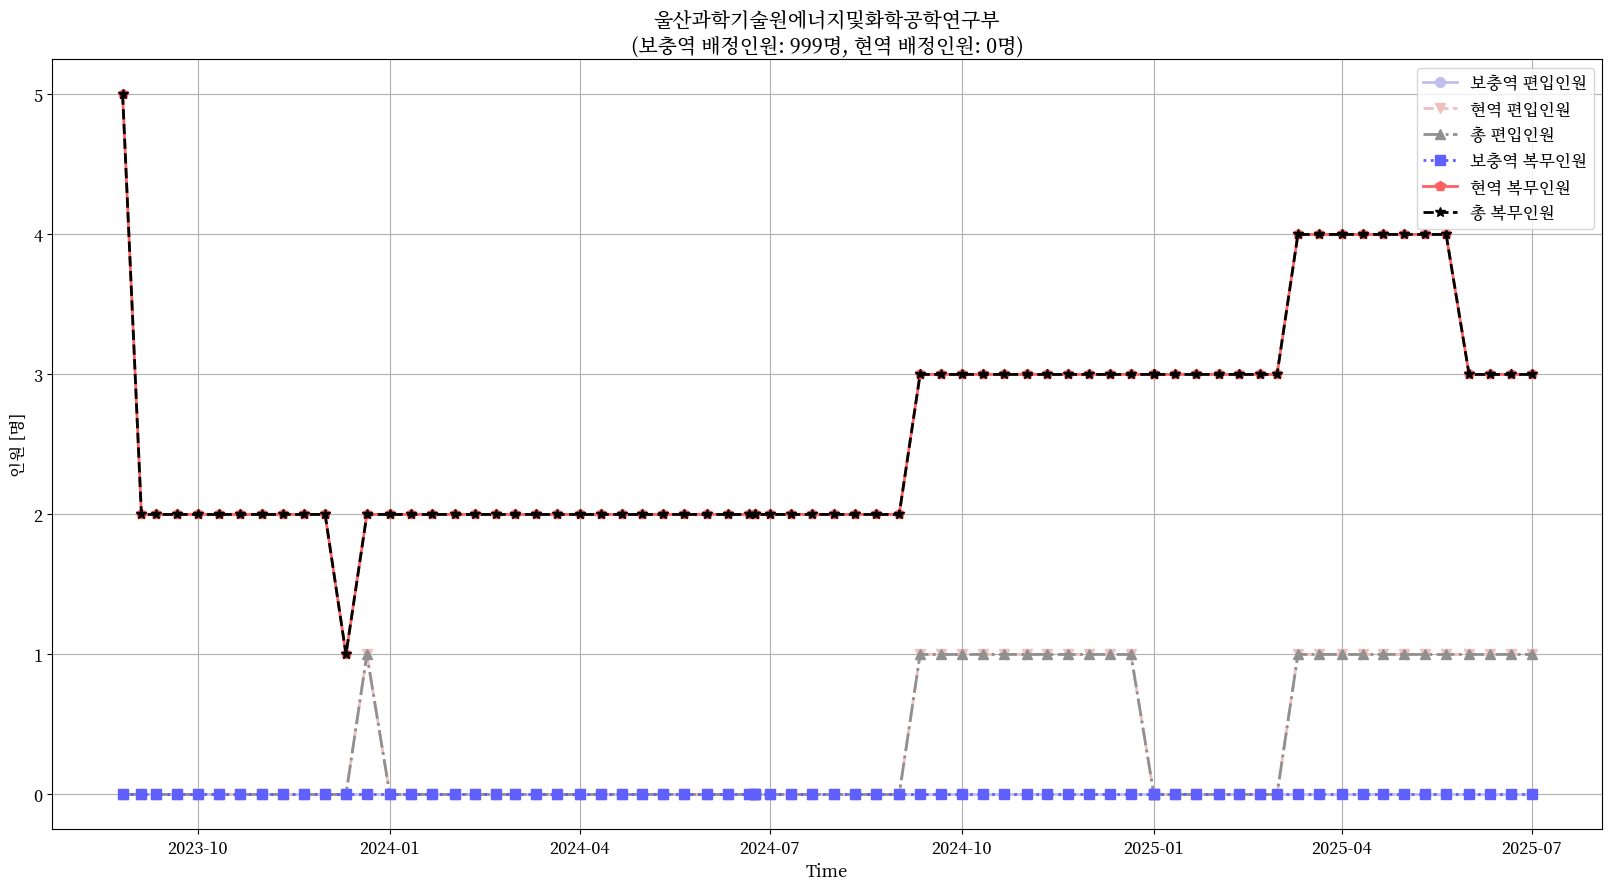 울산과학기술원에너지및화학공학연구부
(보충역 배정인원: 999명, 현역 배정인원: 0명)
보충역 편입인원
현역 편입인원
총 편입인원
보충역 복무인원
현역 복무인원
총 복무인원
인원 [명]
5
4
3
2
1
0
2023-10
2024-01
2024-04
2024-07
2024-10
2025-01
2025-04
2025-07
Time